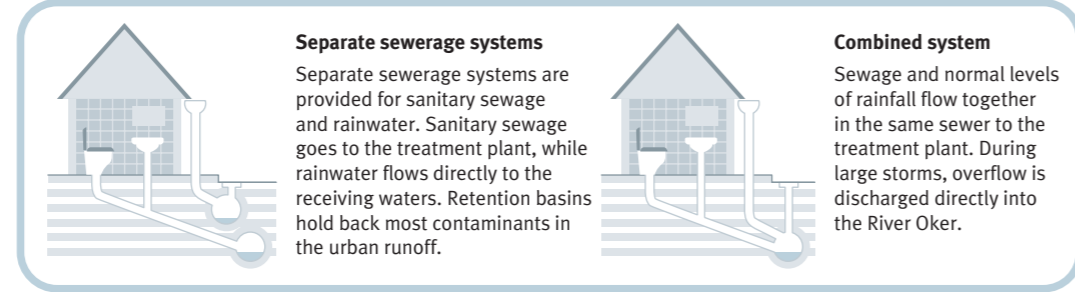 Separate sewerage systems
Separate sewerage systems are
provided for sanitary sewage
and rainwater. Sanitary sewage
goes to the treatment plant, while
rainwater flows directly to the
receiving waters. Retention basins
hold back most contaminants in
the urban runoff.
Combined system
Sewage and normal levels
of rainfall flow together
in the same sewer to the
treatment plant. During
large storms, overflow is
discharged directly into
the River Oker.